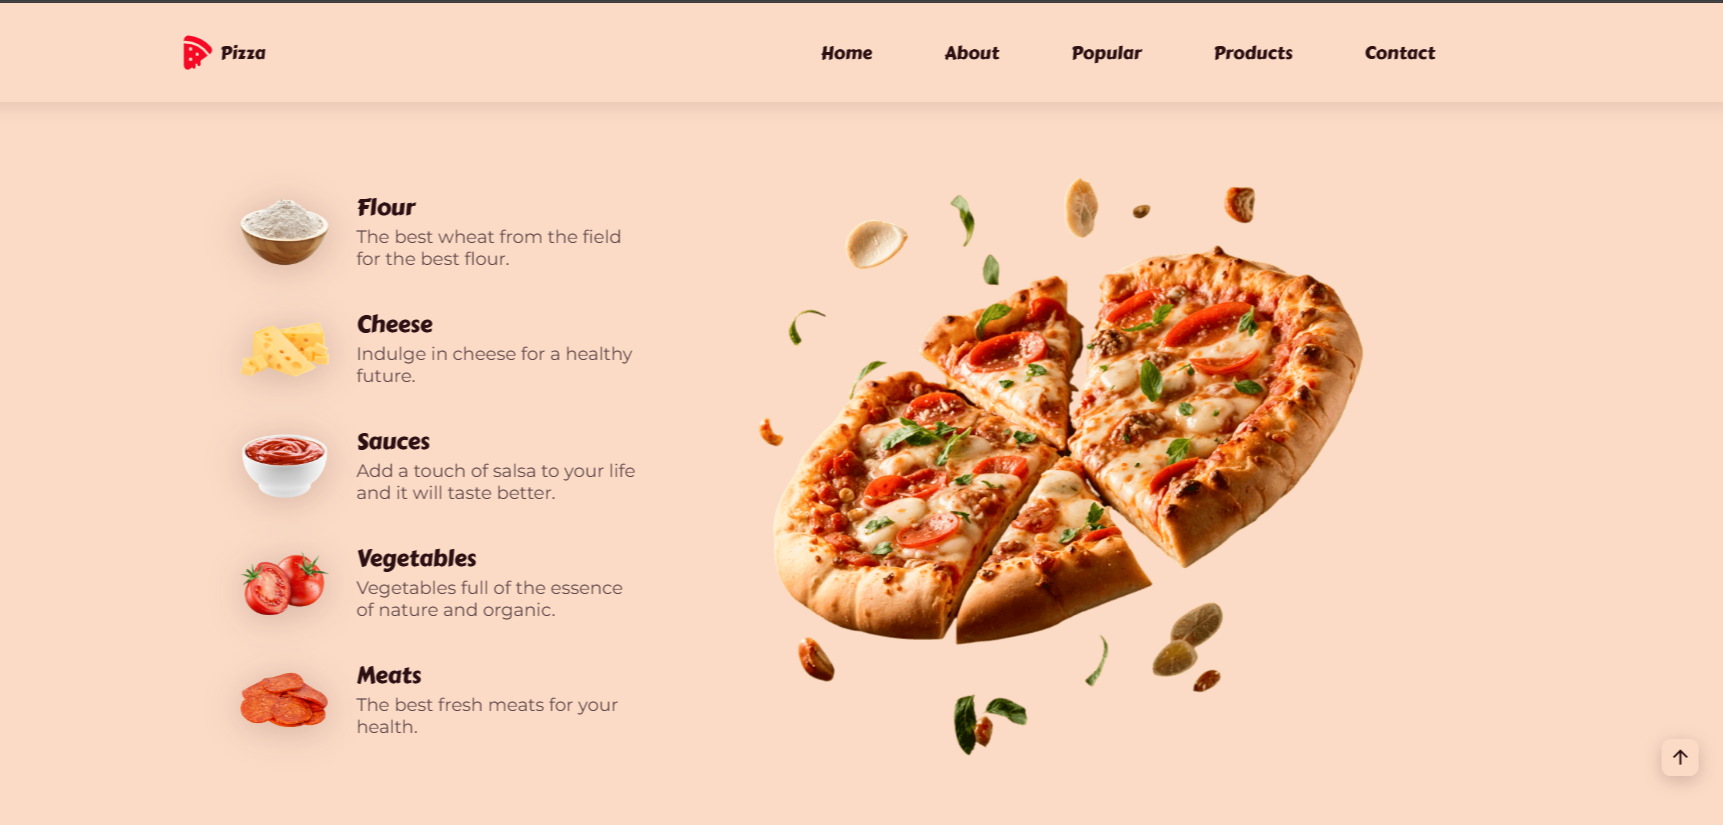 Pizza
Home
About
Popular
Products
Contact
Flour
The best wheat from the field
for the best flour.
Cheese
Indulge in cheese for a healthy
future.
Sauces
Add a touch of salsa to your life
and it will taste better.
Vegetables
Vegetables full of the essence
of nature and organic.
Meats
The best fresh meats for your
health.